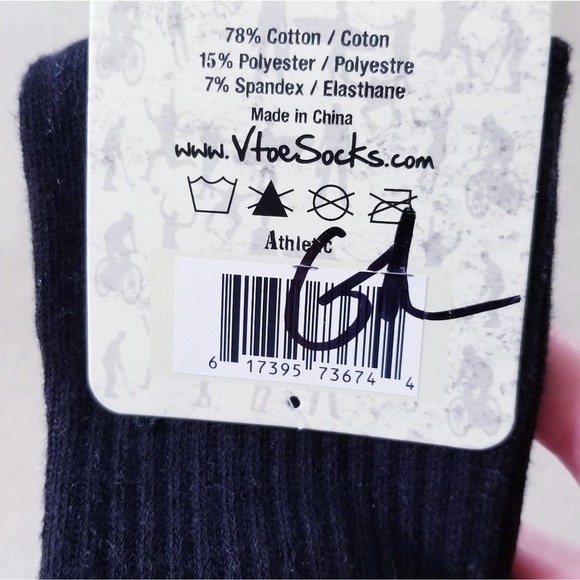 78% Cotton / Coton
15% Polyester / Polyestre
7% Spandex / Elasthane
Made in China
www.VtoeSocks.com
Athletic
6 17395 73674 4